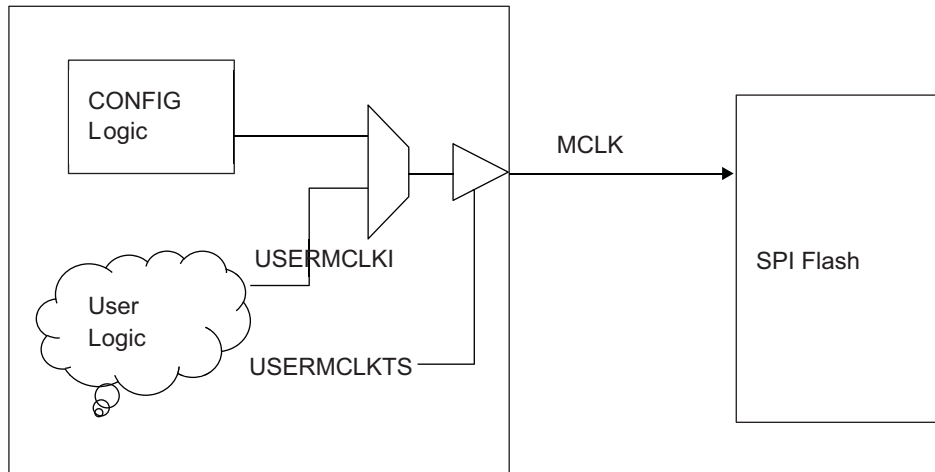 CONFIG
Logic
MCLK
USERMCLKI
SPI Flash
User
Logic
USERMCLKTS